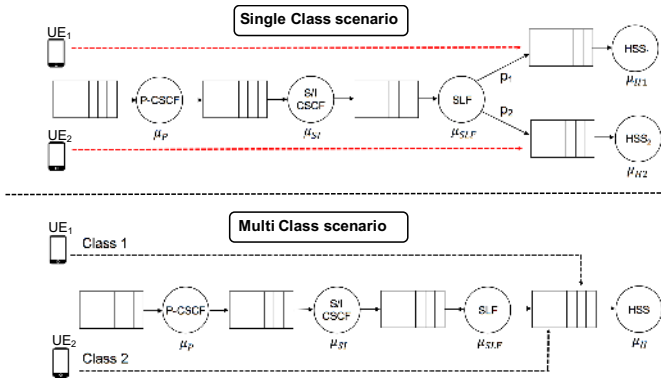 Single Class scenario
UE1
HSS1
μH1
P-CSCF
μP
S/I
CSCF
μSI
SLF
μSLF
p1
p2
UE2
HSS2
μH2
Multi Class scenario
UE1
Class 1
P-CSCF
μP
S/I
CSCF
μSI
SLF
μSLF
HSS
μH
UE2
Class 2